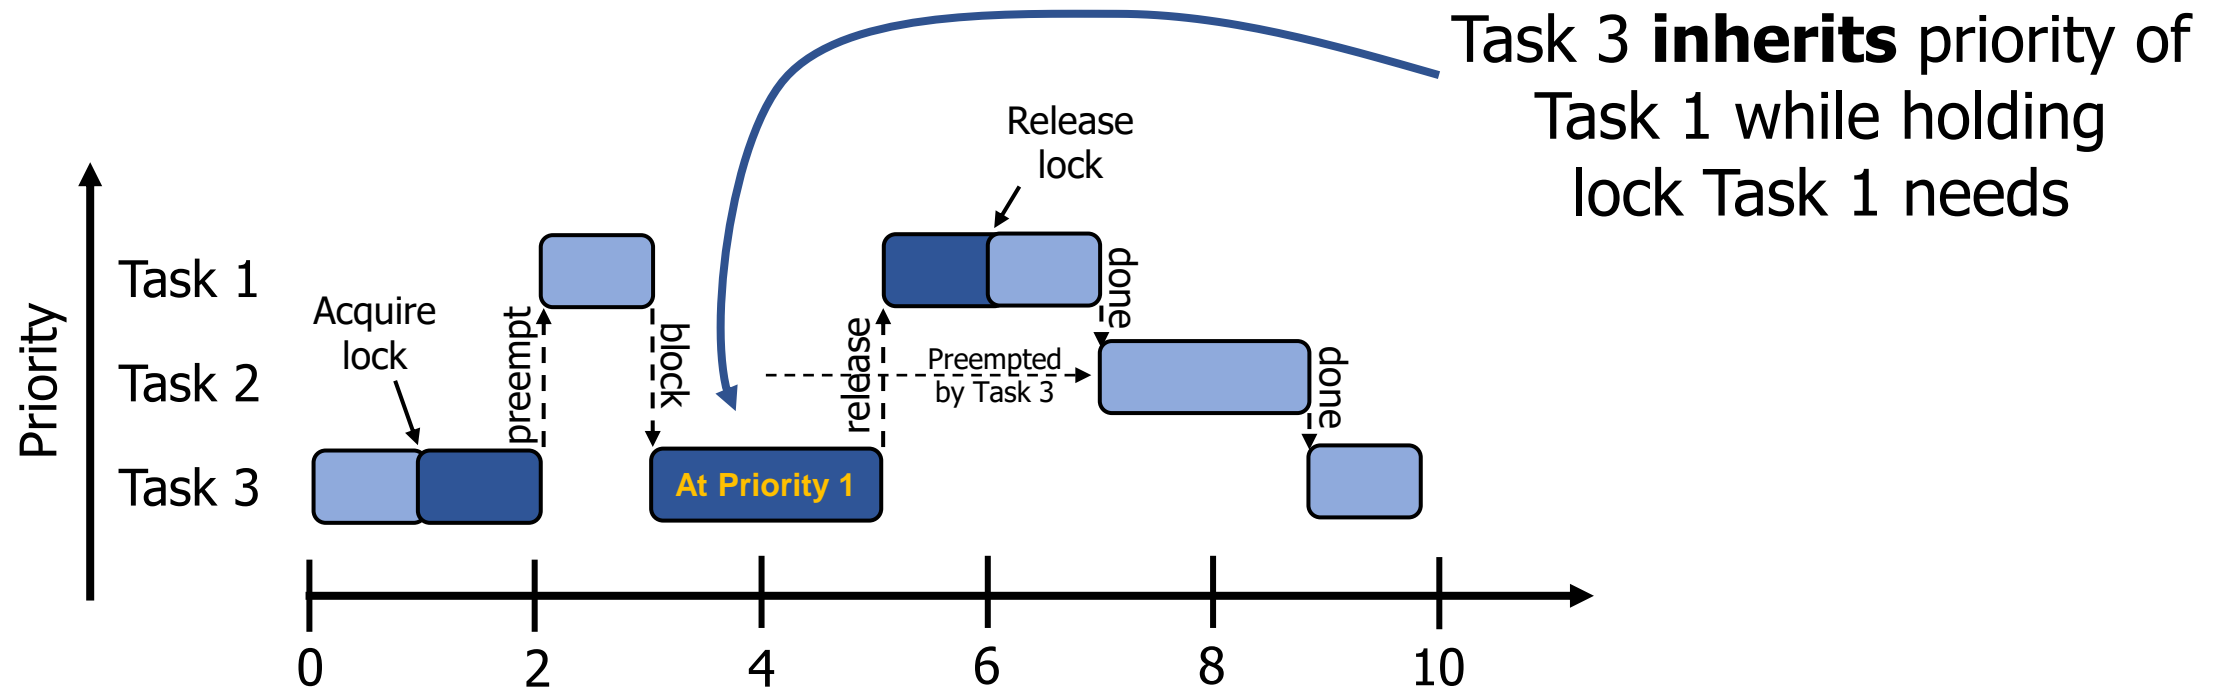 Task 3 inherits priority of
Task 1 while holding
lock Task 1 needs
Release
lock
Priority
Task 1
Task 2
Task 3
Acquire
lock
preempt
block
release
Preempted
by Task 3
done
done
At Priority 1
0 2 4 6 8 10